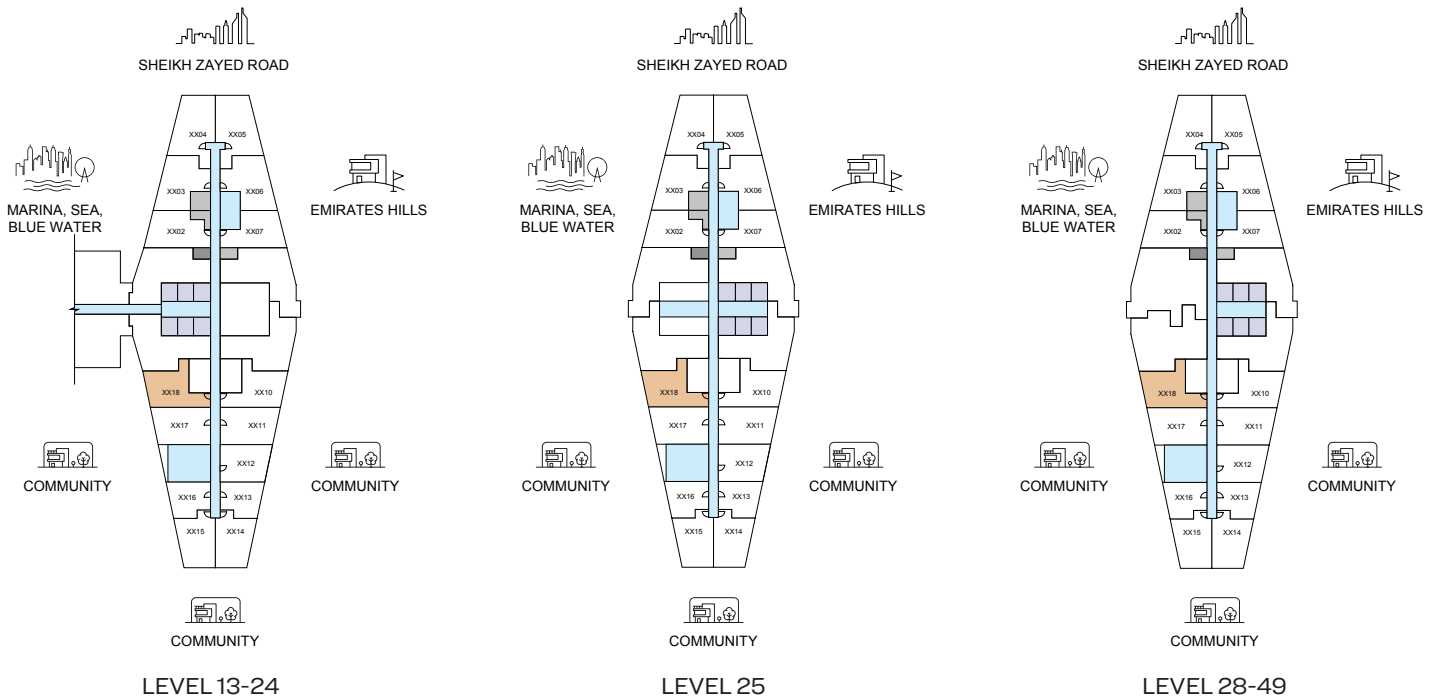 SHEIKH ZAYED ROAD
XX04
XX05
XX03
XX06
XX02
XX07
MARINA, SEA,
BLUE WATER
EMIRATES HILLS
XX18
XX10
XX17
XX11
XX12
XX16
XX13
XX15
XX14
COMMUNITY
COMMUNITY
COMMUNITY
LEVEL 13-24
SHEIKH ZAYED ROAD
XX04
XX05
XX03
XX06
XX02
XX07
MARINA, SEA,
BLUE WATER
EMIRATES HILLS
XX18
XX10
XX17
XX11
XX12
XX16
XX13
XX15
XX14
COMMUNITY
COMMUNITY
COMMUNITY
LEVEL 25
SHEIKH ZAYED ROAD
XX04
XX05
XX03
XX06
XX02
XX07
MARINA, SEA,
BLUE WATER
EMIRATES HILLS
XX18
XX10
XX17
XX11
XX12
XX16
XX13
XX15
XX14
COMMUNITY
COMMUNITY
COMMUNITY
LEVEL 28-49